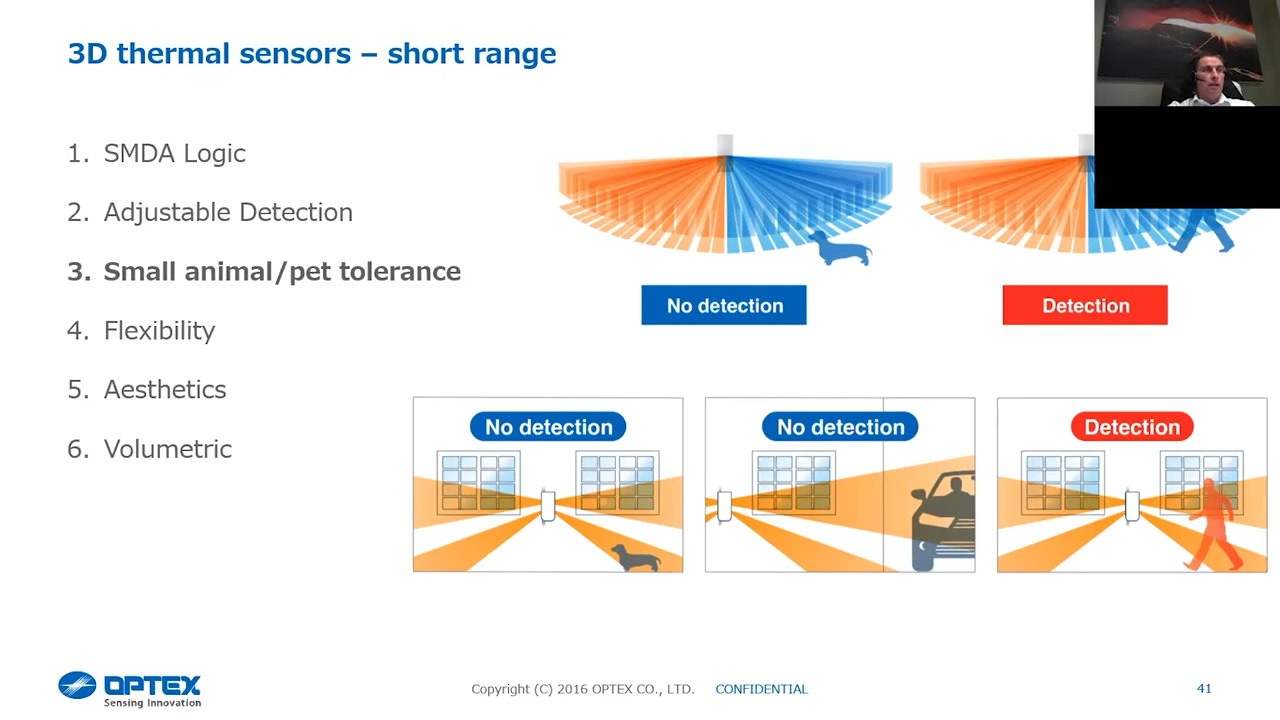 3D thermal sensors – short range
1. SMDA Logic
2. Adjustable Detection
3. Small animal/pet tolerance
4. Flexibility
5. Aesthetics
6. Volumetric
No detection
Detection
No detection
No detection
Detection
OPTEX
Sensing Innovation
Copyright (C) 2016 OPTEX CO., LTD. CONFIDENTIAL
41